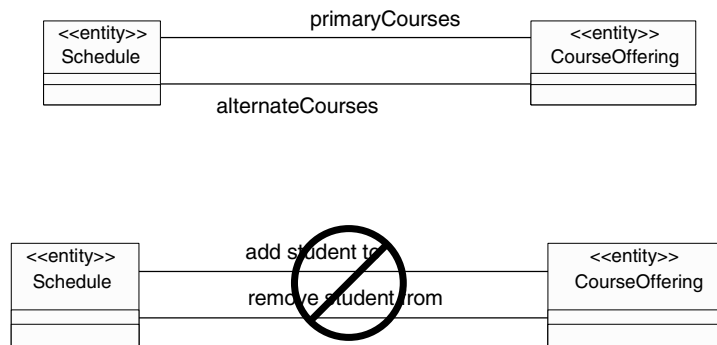 primaryCourses
<<entity>>
Schedule
<<entity>>
CourseOffering
alternateCourses
add student to
<<entity>>
Schedule
<<entity>>
CourseOffering
remove student from